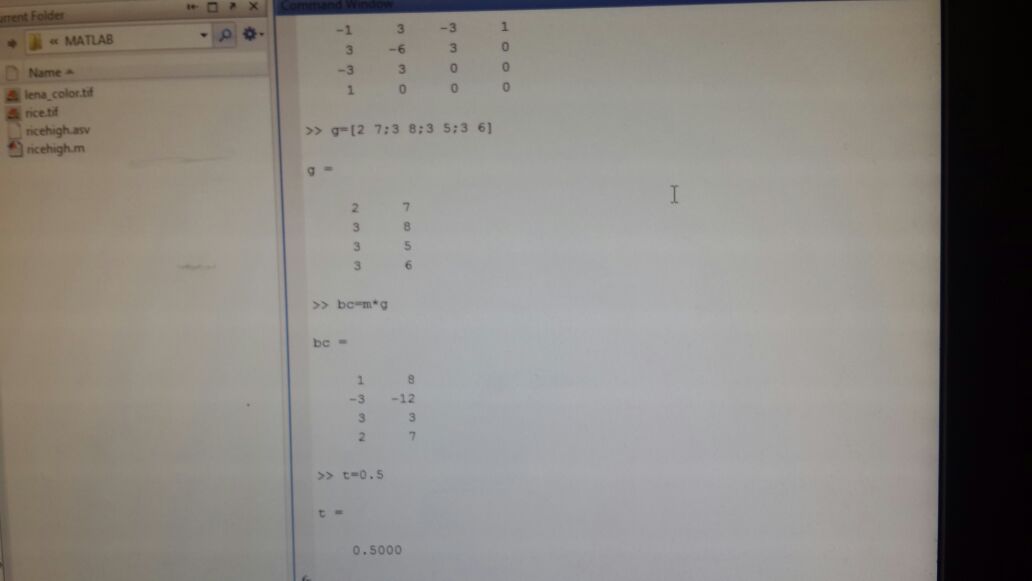 Command Window
Current Folder
« MATLAB
Name
lena_color.tif
rice.tif
ricehigh.asv
ricehigh.m
-1 3 -3 1
3 -6 3 0
-3 3 0 0
1 0 0 0
>> g=[2 7;3 8;3 5;3 6]
g =
2 7
3 8
3 5
3 6
>> bc=m*g
bc =
1 8
-3 -12
3 3
2 7
>> t=0.5
t =
0.5000